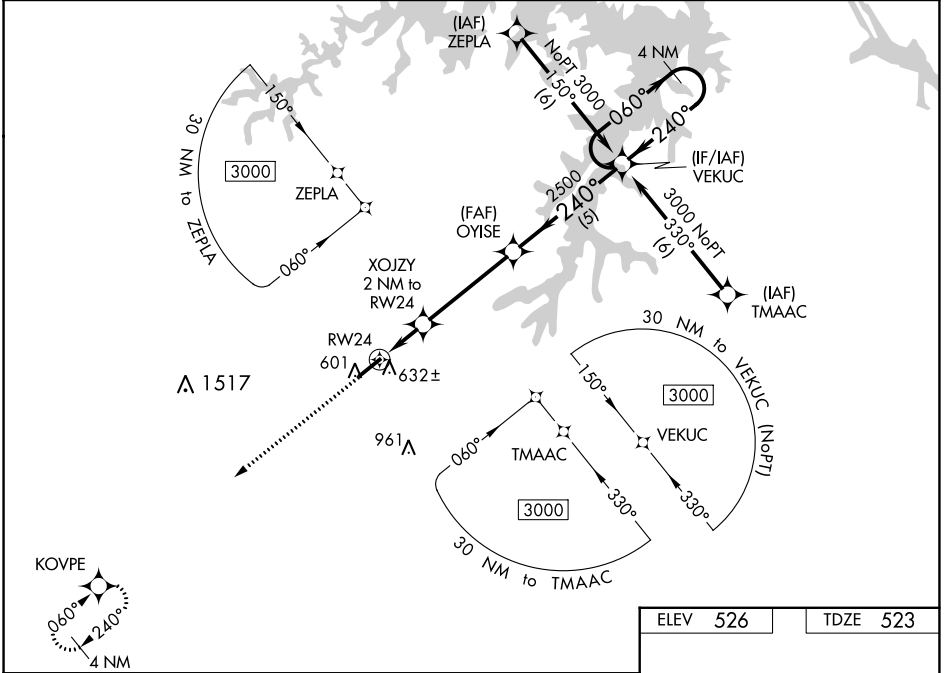 (IAF)
ZEPLA
NoPT 3000
150°
(6)
4 NM
060°
240°
(IF/IAF)
VEKUC
2500
240°
(5)
(FAF)
OYISE
3000 NoPT
330°
(6)
(IAF)
TMAAC
XOJZY
2 NM to
RW24
RW24
601
632±
1517
961
150°
30 NM to ZEPLA
3000
ZEPLA
060°
30 NM to VEKUC (NoPT)
150°
3000
VEKUC
330°
060°
TMAAC
3000
330°
30 NM to TMAAC
KOVPE
060°
240°
4 NM
ELEV 526
TDZE 523